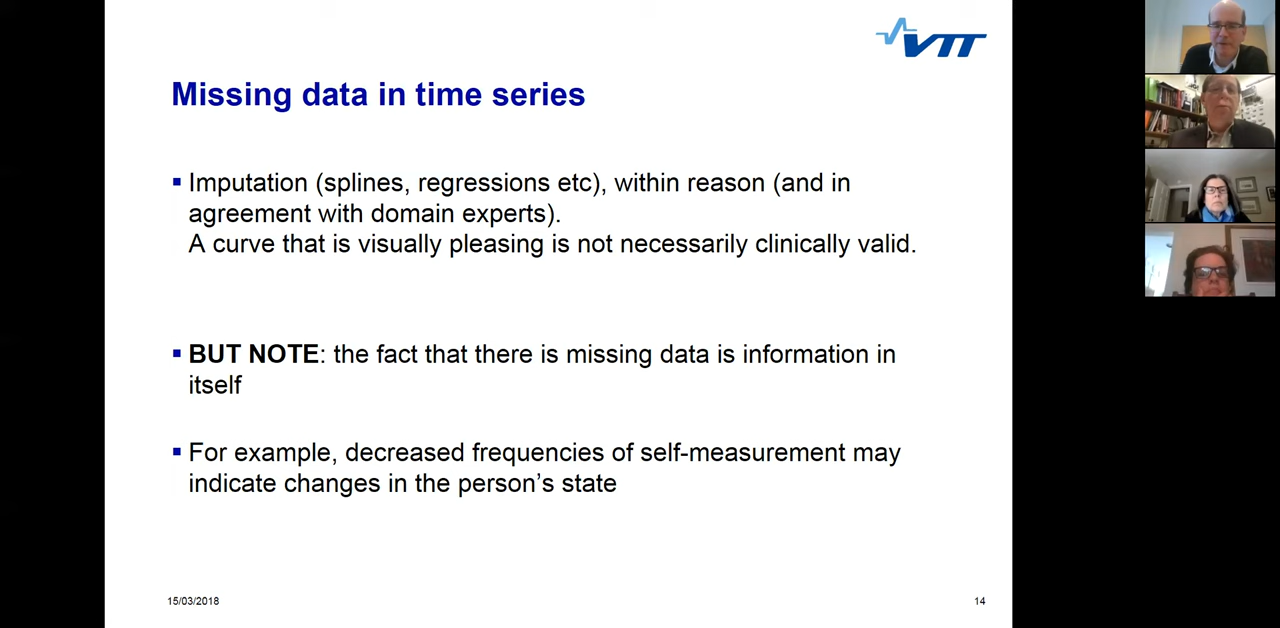 VTT
Missing data in time series
▪ Imputation (splines, regressions etc), within reason (and in
agreement with domain experts).
A curve that is visually pleasing is not necessarily clinically valid.
▪ BUT NOTE: the fact that there is missing data is information in
itself
▪ For example, decreased frequencies of self-measurement may
indicate changes in the person’s state
15/03/2018
14